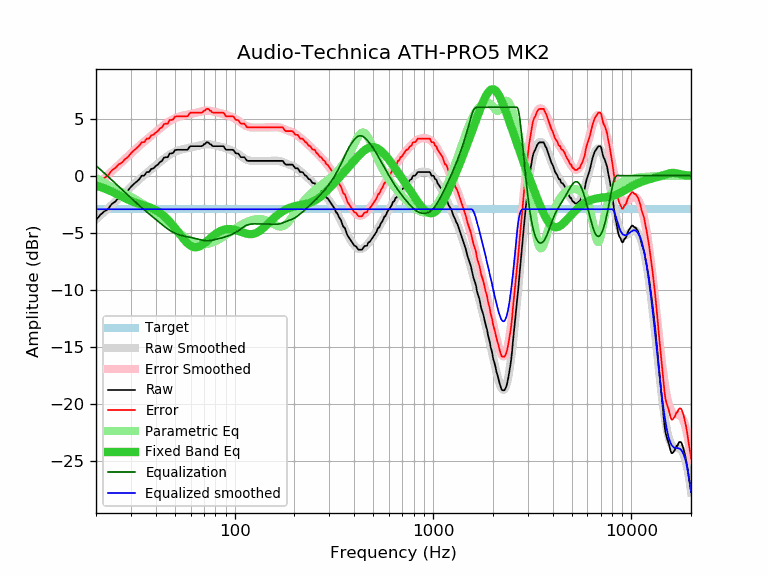 Audio-Technica ATH-PRO5 MK2
5
0
−5
−10
−15
−20
−25
Amplitude (dBr)
Target
Raw Smoothed
Error Smoothed
Raw
Error
Parametric Eq
Fixed Band Eq
Equalization
Equalized smoothed
100
1000
10000
Frequency (Hz)